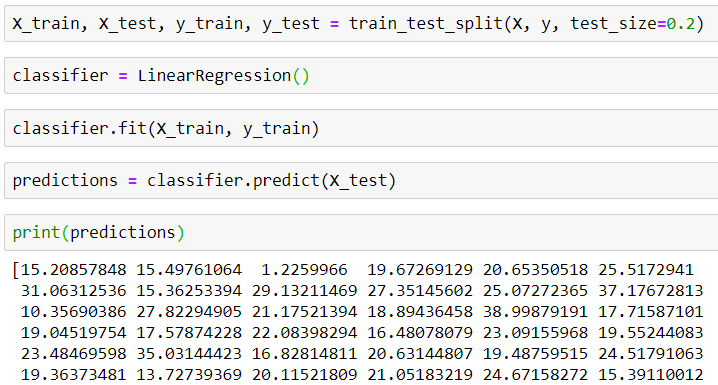 X_train, X_test, y_train, y_test = train_test_split(X, y, test_size=0.2)
classifier = LinearRegression()
classifier.fit(X_train, y_train)
predictions = classifier.predict(X_test)
print(predictions)
[15.20857848 15.49761064  1.2259966  19.67269129 20.65350518 25.5172941
 31.06312536 15.36253394 29.13211469 27.35145602 25.07272365 37.17672813
 10.35690386 27.82294905 21.17521394 18.89436458 38.99879191 17.71587101
 19.04519754 17.57874228 22.08398294 16.48078079 23.09155968 19.55244083
 23.48469598 35.03144423 16.82814811 20.63144807 19.48759515 24.51791063
 19.36373481 13.72739369 20.11521809 21.05183219 24.67158272 15.39110012